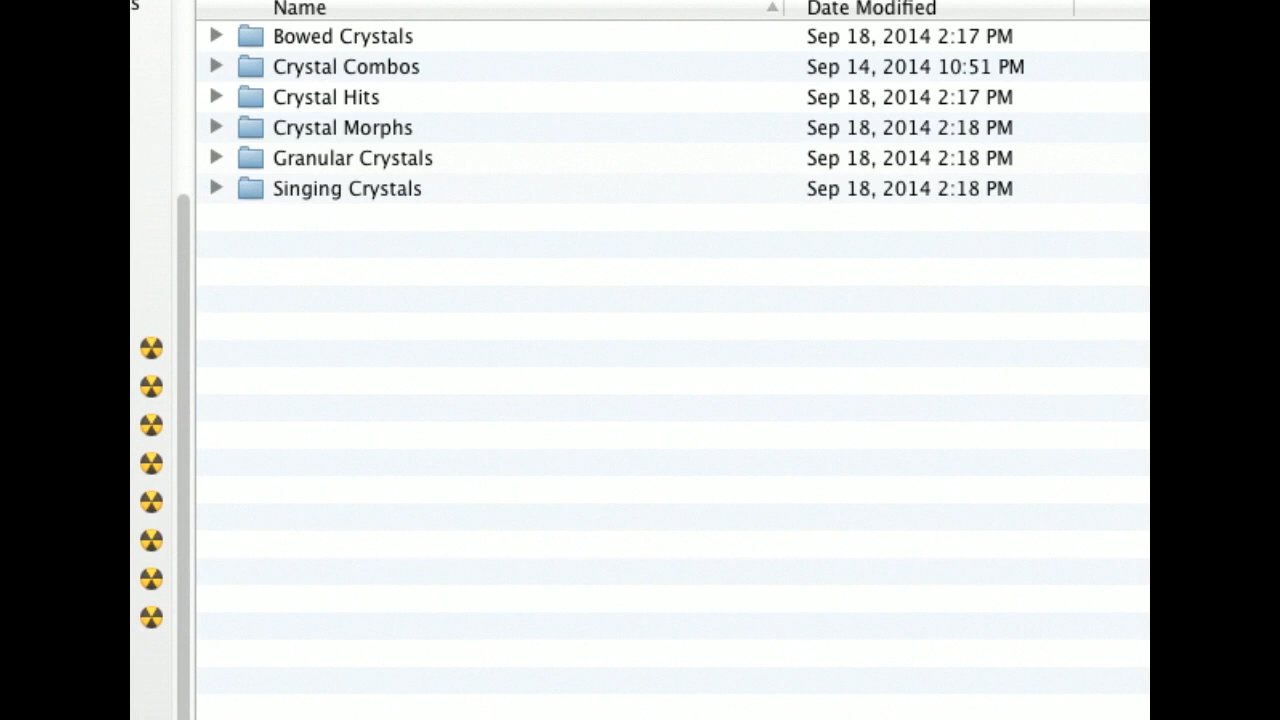 s
Name Date Modified
Bowed Crystals Sep 18, 2014 2:17 PM
Crystal Combos Sep 14, 2014 10:51 PM
Crystal Hits Sep 18, 2014 2:17 PM
Crystal Morphs Sep 18, 2014 2:18 PM
Granular Crystals Sep 18, 2014 2:18 PM
Singing Crystals Sep 18, 2014 2:18 PM